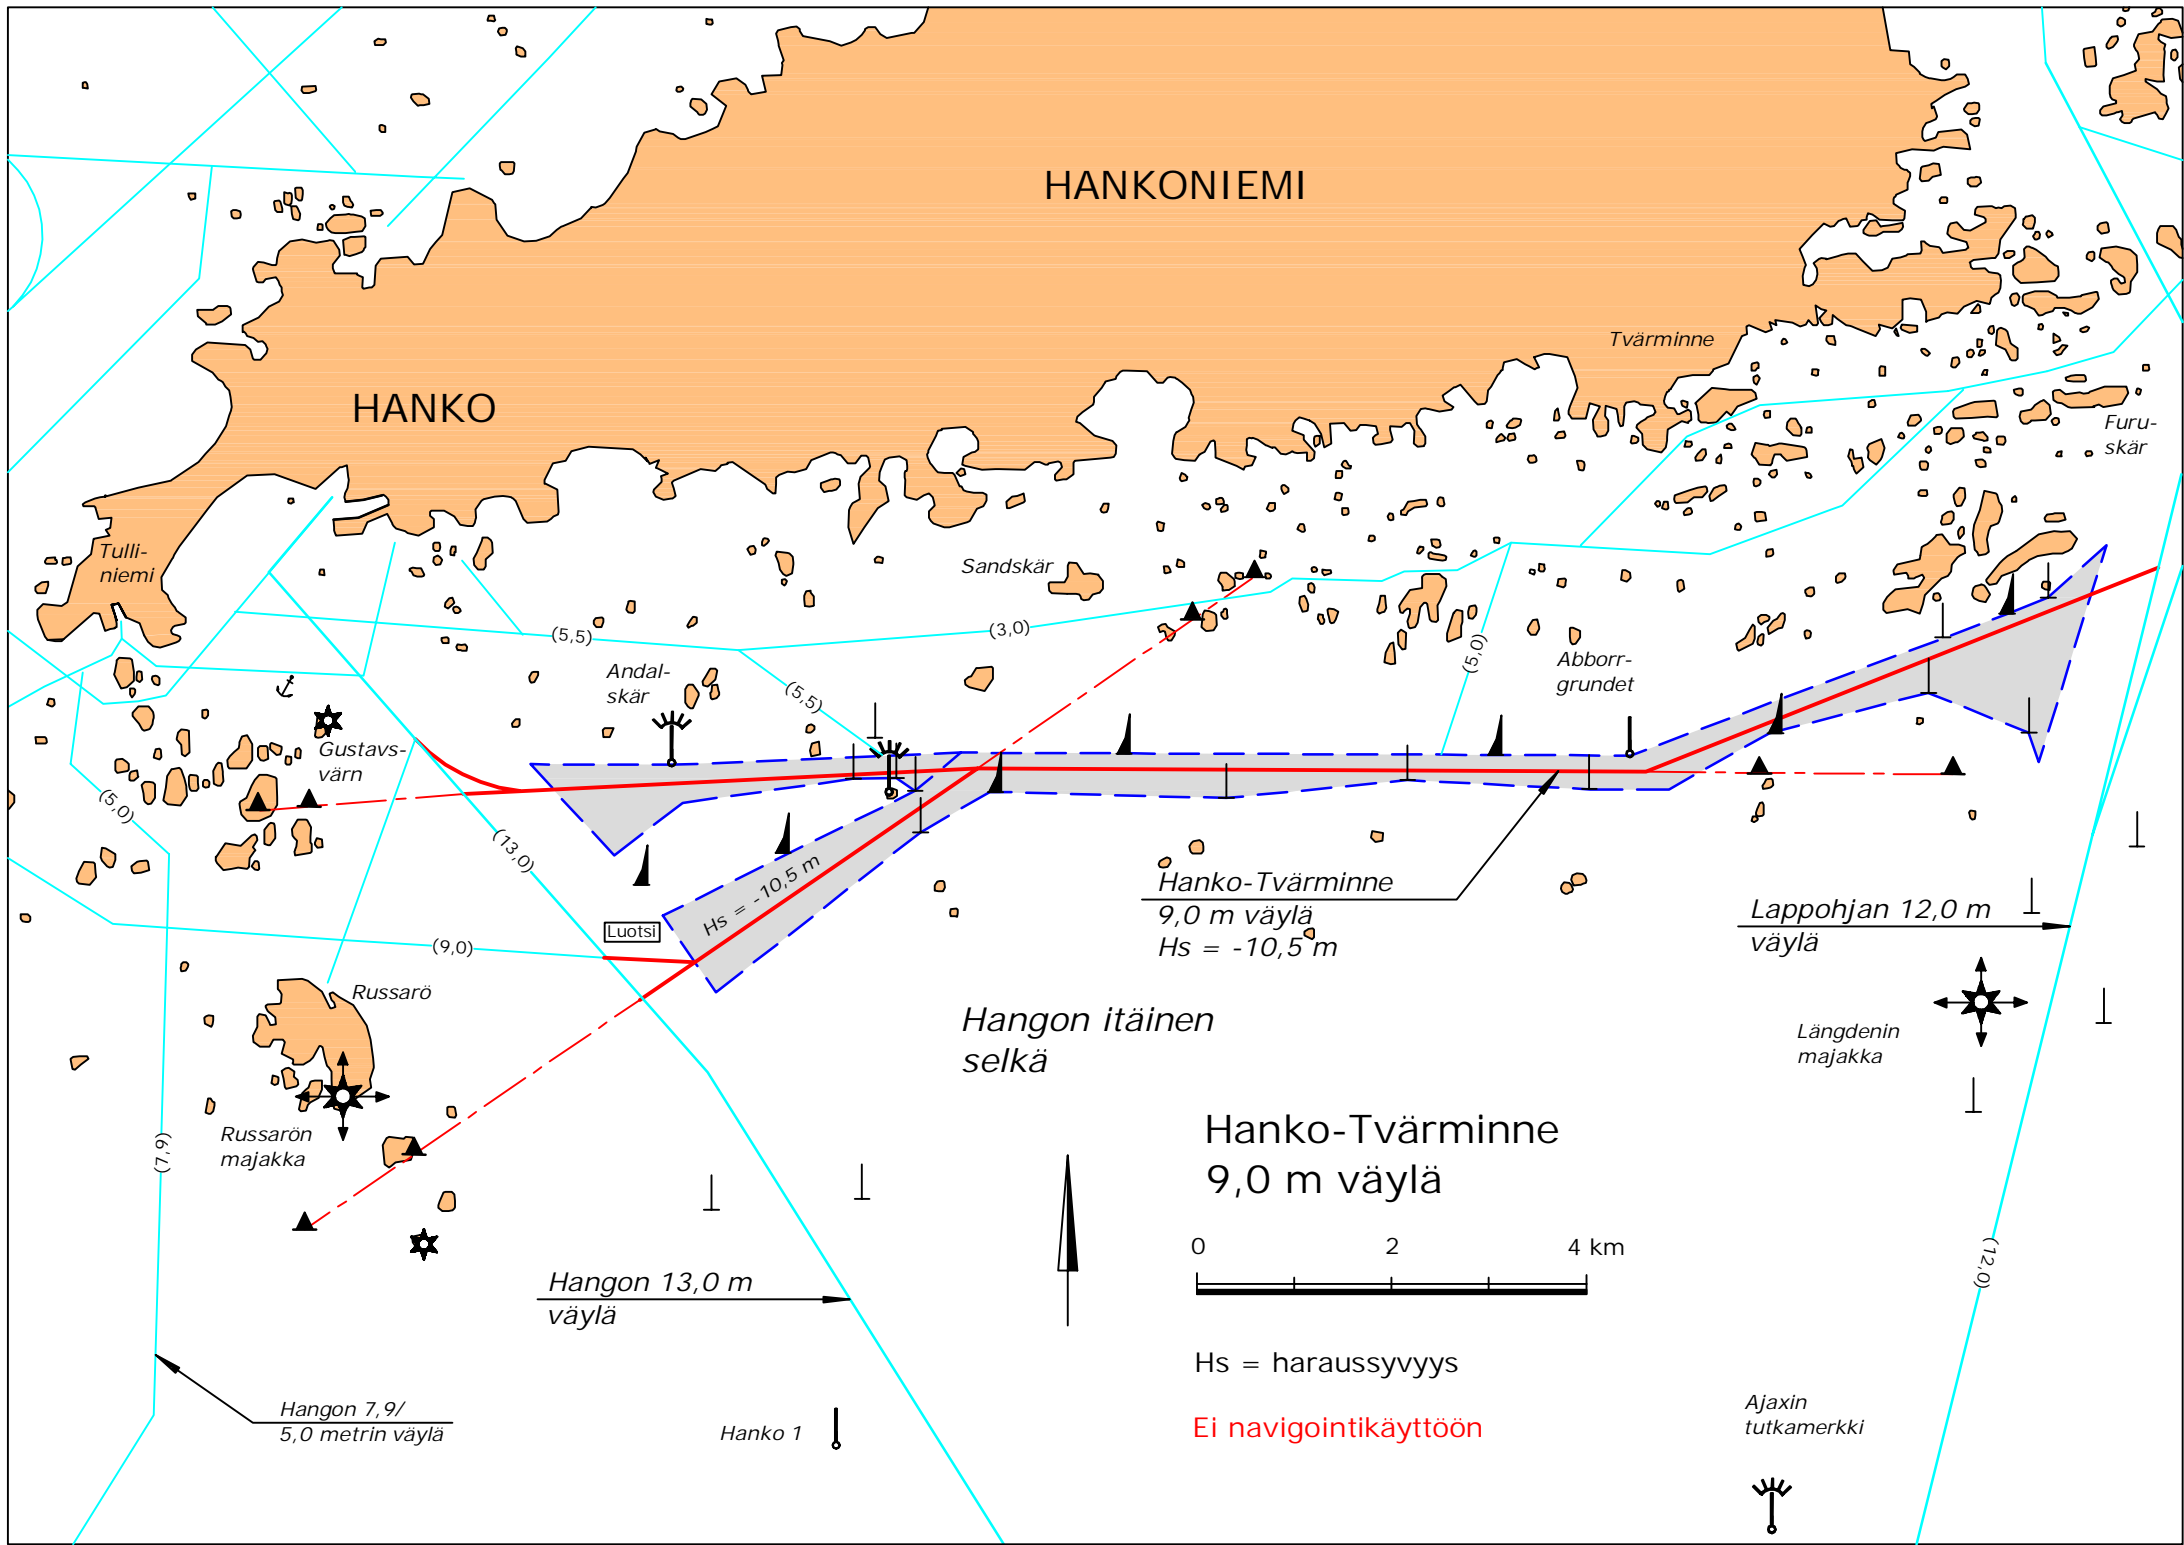 HANKONIEMI
Tvärminne
HANKO
Furu-
skär
Tulli-
niemi
Sandskär
(5,5)
(3,0)
(5,0)
Andal-
skär
Abborr-
grundet
(5,5)
Gustavs-
värn
(5,0)
(13,0)
Hs = -10,5 m
Luotsi
(9,0)
Hanko-Tvärminne
9,0 m väylä
Hs = -10,5 m
Lappohjan 12,0 m
väylä
Russarö
Hangon itäinen
selkä
Längdenin
majakka
Russarön
majakka
(7,9)
Hanko-Tvärminne
9,0 m väylä
0 2 4 km
(12,0)
Hangon 13,0 m
väylä
Hs = haraussyvyys
Ei navigointikäyttöön
Hangon 7,9/
5,0 metrin väylä
Hanko 1
Ajaxin
tutkamerkki